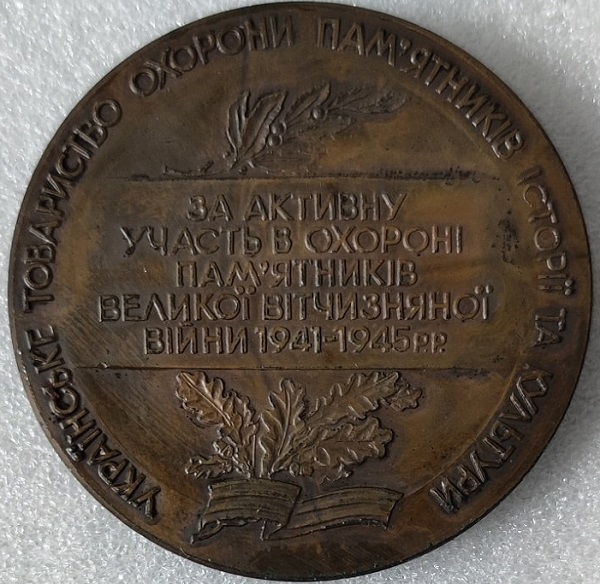 УКРАЇНСЬКЕ ТОВАРИСТВО ОХОРОНИ ПАМ'ЯТНИКІВ ІСТОРІЇ ТА КУЛЬТУРИ
ЗА АКТИВНУ
УЧАСТЬ В ОХОРОНІ
ПАМ'ЯТНИКІВ
ВЕЛИКОЇ ВІТЧИЗНЯНОЇ
ВІЙНИ 1941-1945 Р.Р.